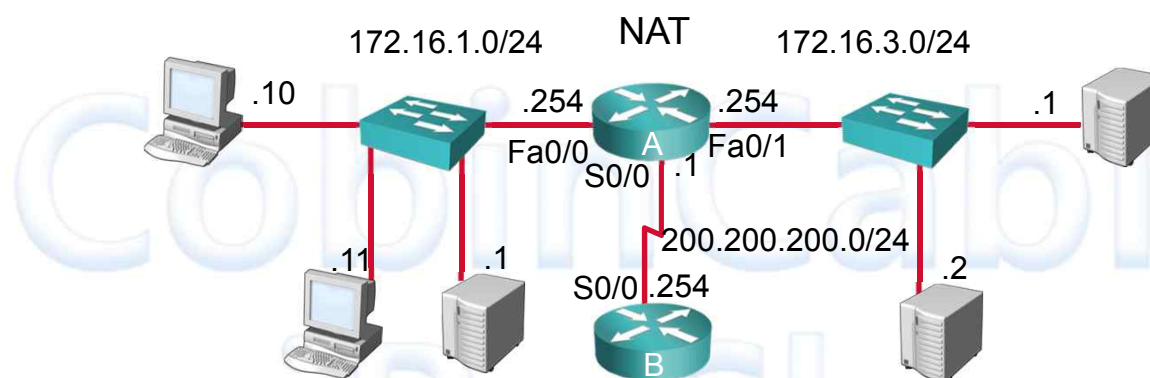 NAT
172.16.1.0/24
172.16.3.0/24
.10
.254
.254
.1
A
Fa0/0
Fa0/1
S0/0
.1
200.200.200.0/24
.11
.1
.2
S0/0
.254
B
CobinCabl